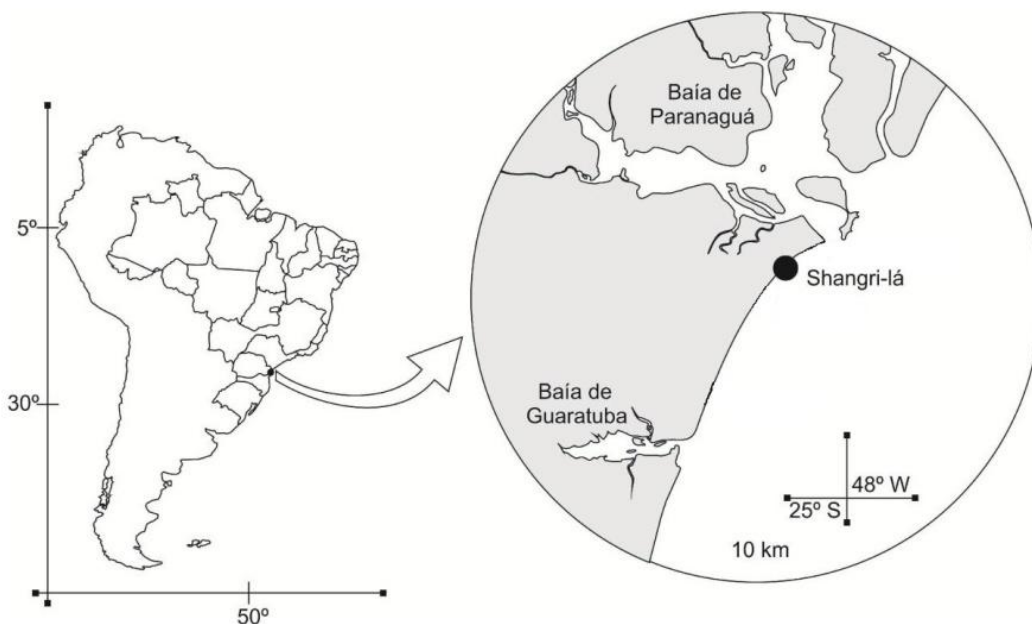 5º
30º
50º
Baía de
Paranaguá
Shangri-lá
Baía de
Guaratuba
48º W
25º S
10 km